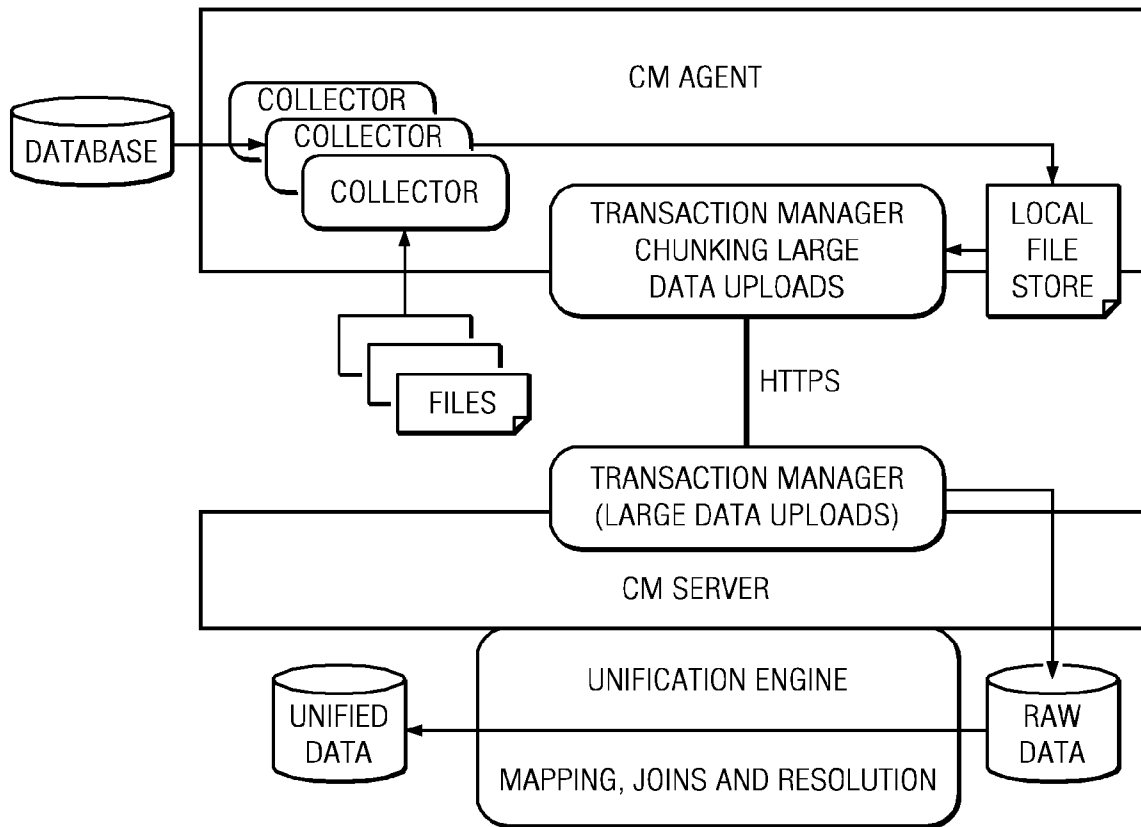 CM AGENT
COLLECTOR
COLLECTOR
COLLECTOR
DATABASE
TRANSACTION MANAGER
CHUNKING LARGE
DATA UPLOADS
LOCAL
FILE
STORE
FILES
HTTPS
TRANSACTION MANAGER
(LARGE DATA UPLOADS)
CM SERVER
UNIFICATION ENGINE
UNIFIED
DATA
RAW
DATA
MAPPING, JOINS AND RESOLUTION